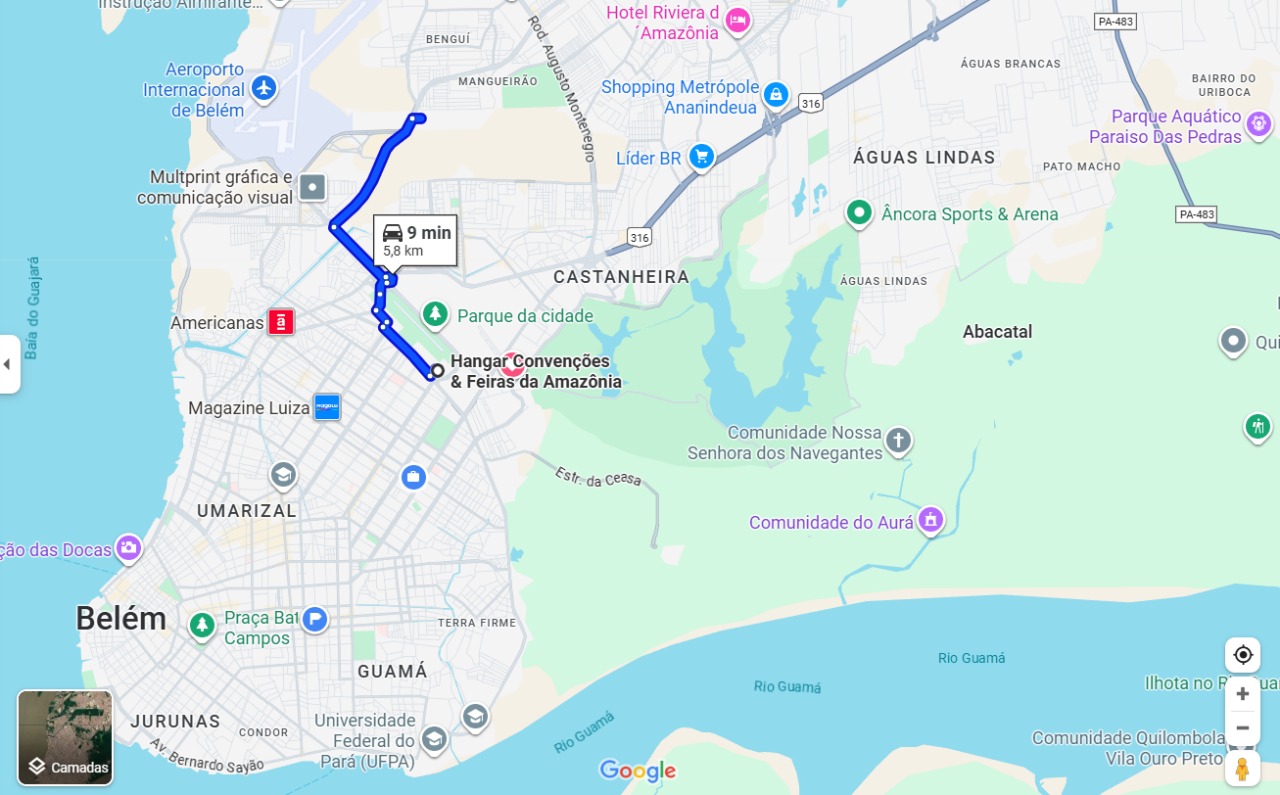 Instrução Almirante...
Hotel Riviera d
´Amazônia
PA-483
BENGUÍ
Rod. Augusto Montenegro
ÁGUAS BRANCAS
Aeroporto
Internacional
de Belém
MANGUEIRÃO
Shopping Metrópole
Ananindeua
316
BAIRRO DO
URIBOCA
Parque Aquático
Paraiso Das Pedras
Líder BR
ÁGUAS LINDAS
PATO MACHO
Multprint gráfica e
comunicação visual
Âncora Sports & Arena
PA-483
9 min
5,8 km
316
CASTANHEIRA
ÁGUAS LINDAS
Baía do Guajará
Americanas
Parque da cidade
Abacatal
Qui
Hangar Convenções
& Feiras da Amazônia
Magazine Luiza
Comunidade Nossa
Senhora dos Navegantes
Estr. da Ceasa
UMARIZAL
Comunidade do Aurá
ção das Docas
Belém
Praça Bat
Campos
TERRA FIRME
GUAMÁ
Rio Guamá
Rio Guamá
Ilhota no R
JURUNAS
CONDOR
Universidade
Federal do
Pará (UFPA)
Rio Guamá
Av. Bernardo Sayão
Comunidade Quilombola
Vila Ouro Preto
Camadas
Google